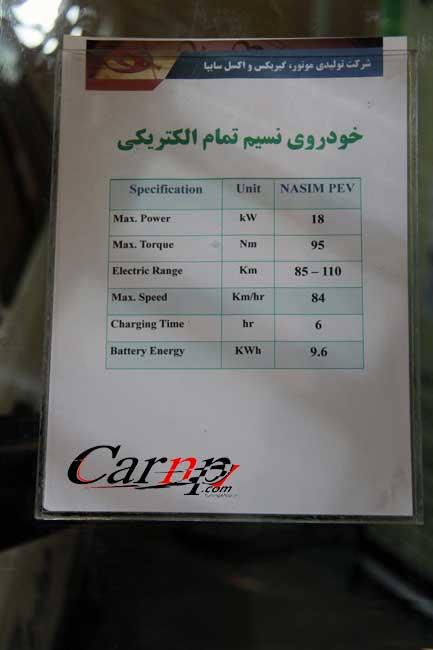 شرکت تولیدی موتور، گیربکس و اکسل سایپا
خودروی نسیم تمام الکتریکی
Specification Unit NASIM PEV
Max. Power kW 18
Max. Torque Nm 95
Electric Range Km 85 – 110
Max. Speed Km/hr 84
Charging Time hr 6
Battery Energy KWh 9.6
Carnp.com